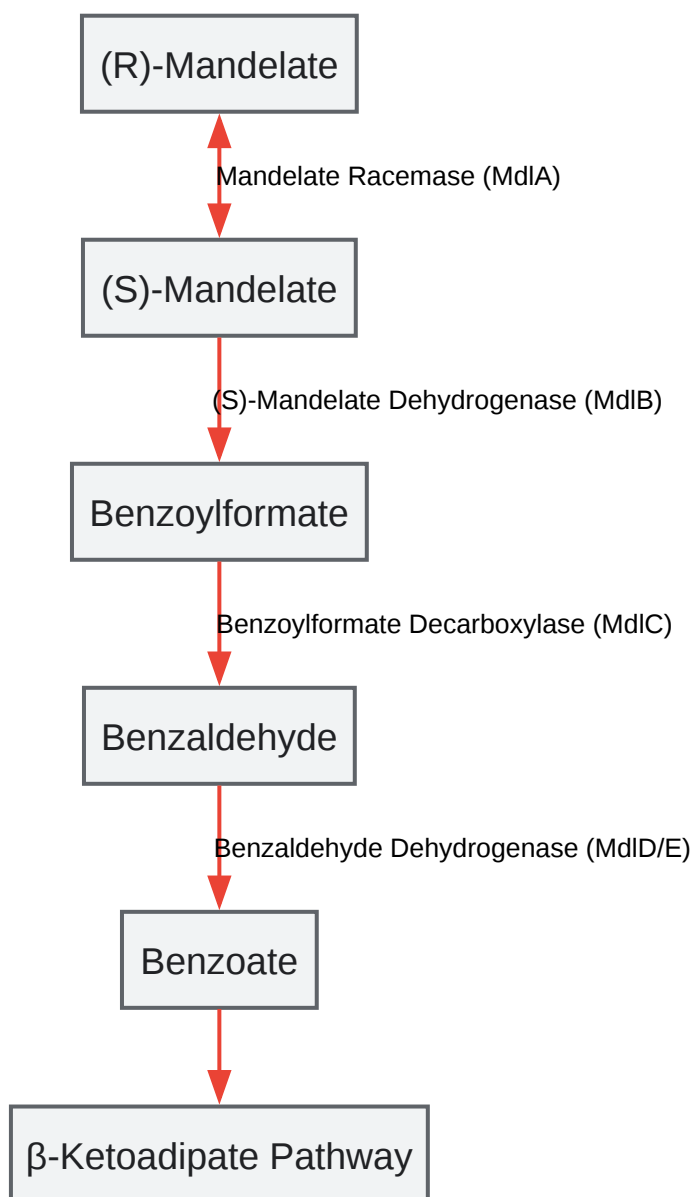 (R)-Mandelate
Mandelate Racemase (MdlA)
(S)-Mandelate
(S)-Mandelate Dehydrogenase (MdlB)
Benzoylformate
Benzoylformate Decarboxylase (MdlC)
Benzaldehyde
Benzaldehyde Dehydrogenase (MdlD/E)
Benzoate
β-Ketoadipate Pathway